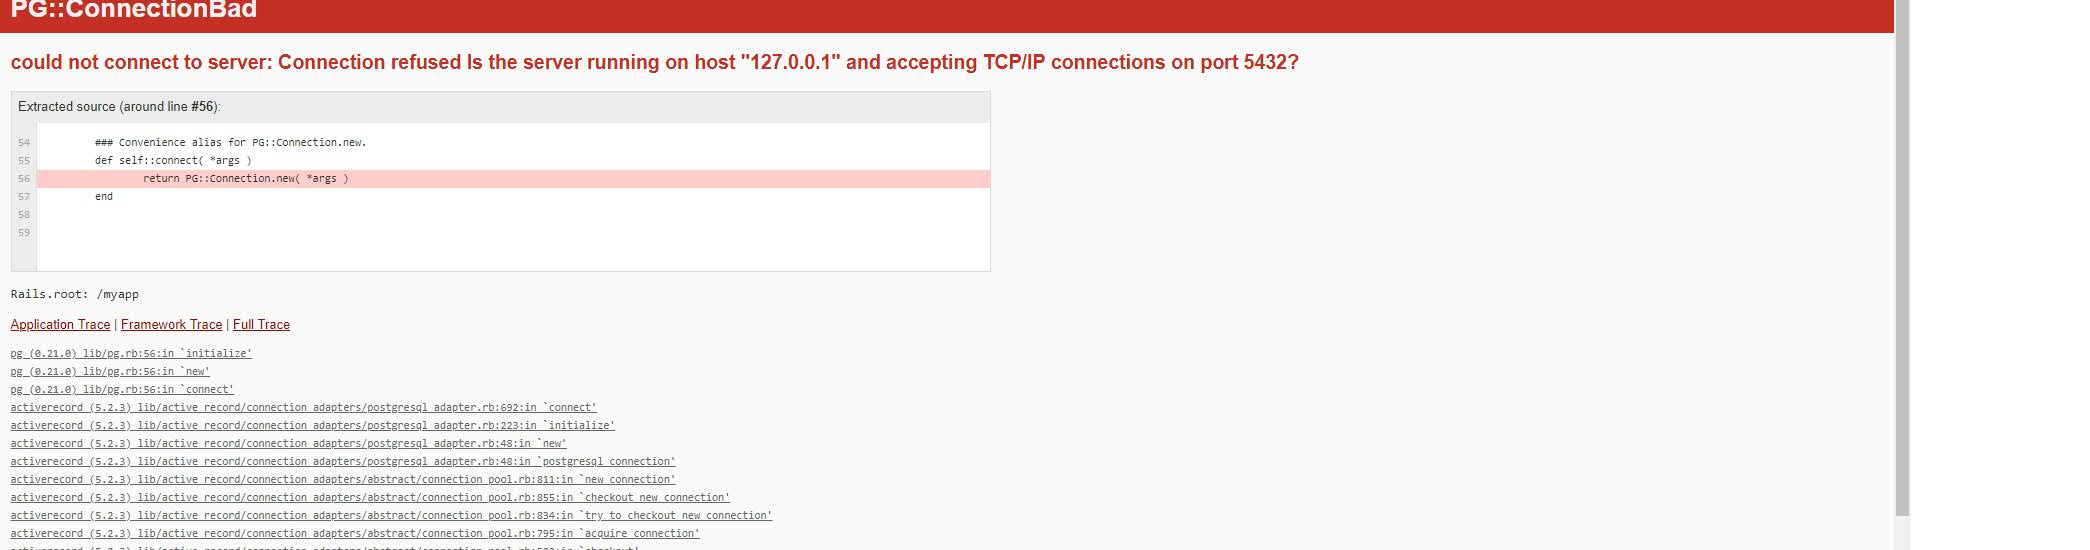 PG::ConnectionBad
could not connect to server: Connection refused Is the server running on host "127.0.0.1" and accepting TCP/IP connections on port 5432?
Extracted source (around line #56):
54 ### Convenience alias for PG::Connection.new.
55 def self::connect( *args )
56 return PG::Connection.new( *args )
57 end
58
59
Rails.root: /myapp
Application Trace | Framework Trace | Full Trace
pg (0.21.0) lib/pg.rb:56:in `initialize'
pg (0.21.0) lib/pg.rb:56:in `new'
pg (0.21.0) lib/pg.rb:56:in `connect'
activerecord (5.2.3) lib/active_record/connection_adapters/postgresql_adapter.rb:692:in `connect'
activerecord (5.2.3) lib/active_record/connection_adapters/postgresql_adapter.rb:223:in `initialize'
activerecord (5.2.3) lib/active_record/connection_adapters/postgresql_adapter.rb:48:in `new'
activerecord (5.2.3) lib/active_record/connection_adapters/postgresql_adapter.rb:48:in `postgresql_connection'
activerecord (5.2.3) lib/active_record/connection_adapters/abstract/connection_pool.rb:811:in `new_connection'
activerecord (5.2.3) lib/active_record/connection_adapters/abstract/connection_pool.rb:855:in `checkout_new_connection'
activerecord (5.2.3) lib/active_record/connection_adapters/abstract/connection_pool.rb:834:in `try_to_checkout_new_connection'
activerecord (5.2.3) lib/active_record/connection_adapters/abstract/connection_pool.rb:795:in `acquire_connection'